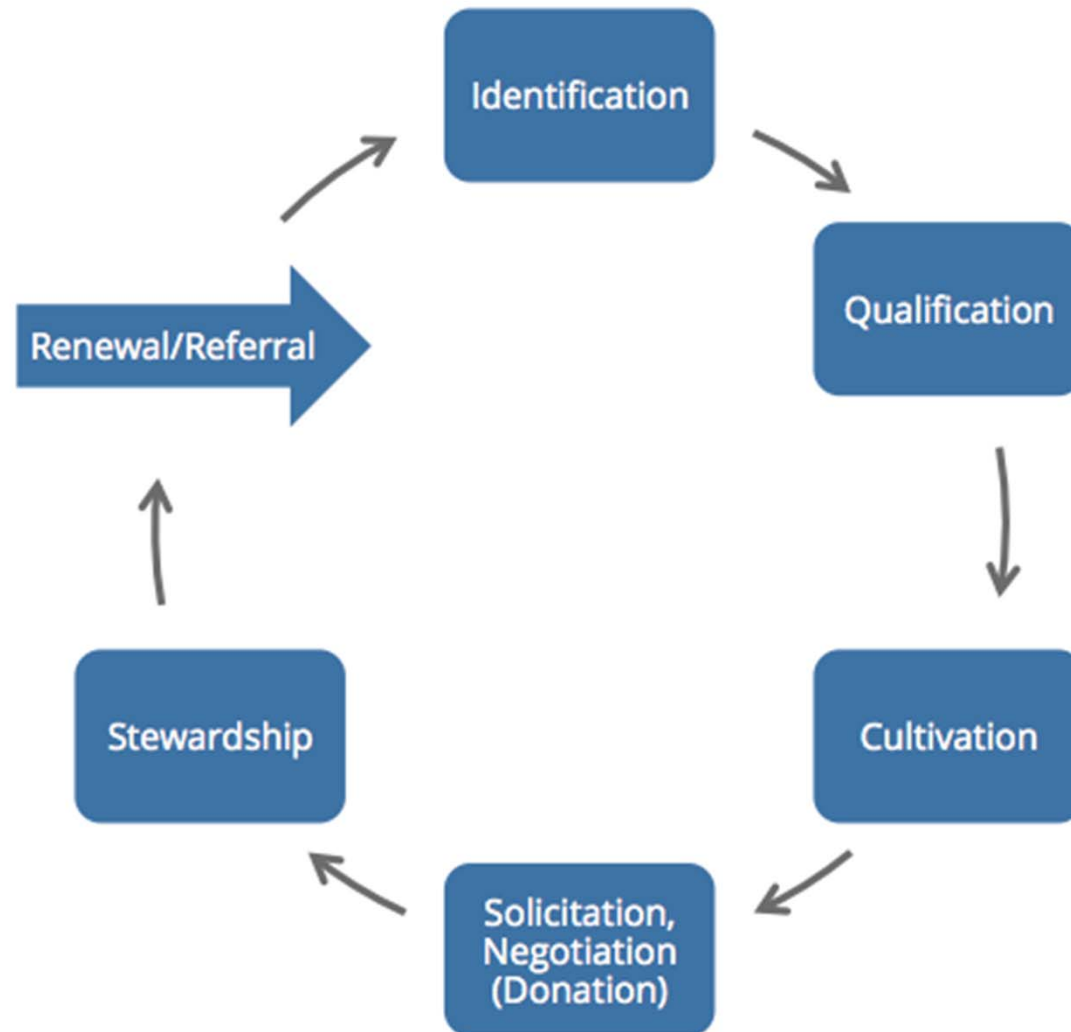 Identification
Qualification
Cultivation
Solicitation,
Negotiation
(Donation)
Stewardship
Renewal/Referral